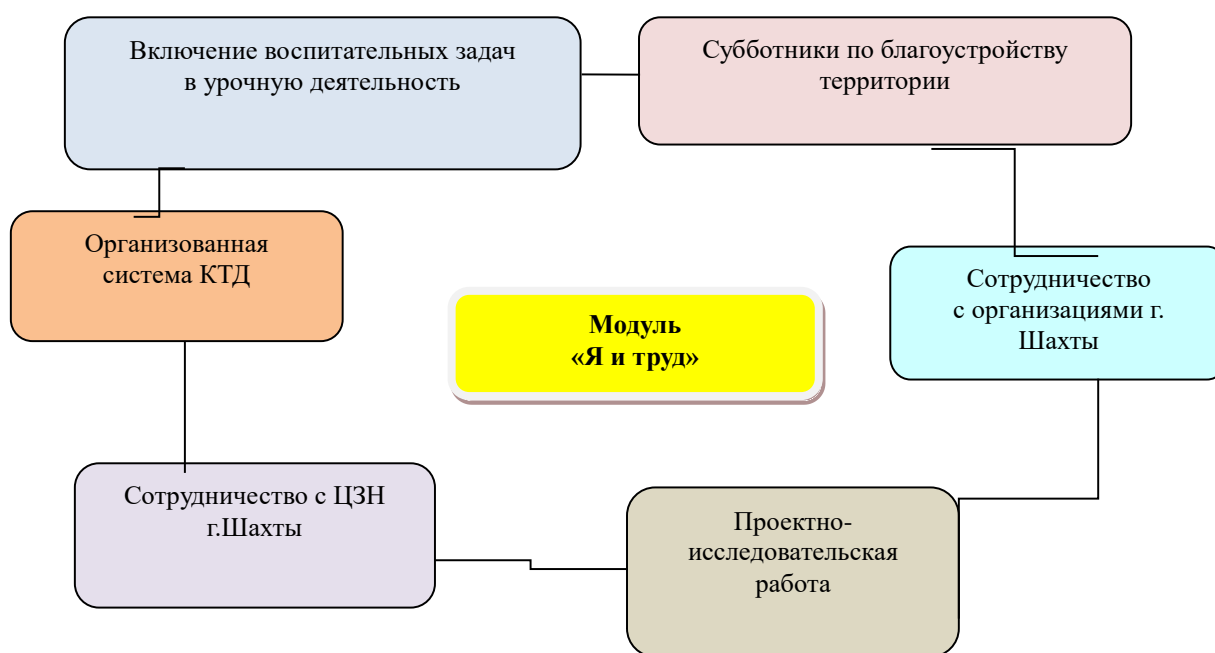 Включение воспитательных задач
в урочную деятельность
Субботники по благоустройству
территории
Организованная
система КТД
Сотрудничество
с организациями г.
Шахты
Модуль
«Я и труд»
Сотрудничество с ЦЗН
г.Шахты
Проектно-
исследовательская
работа